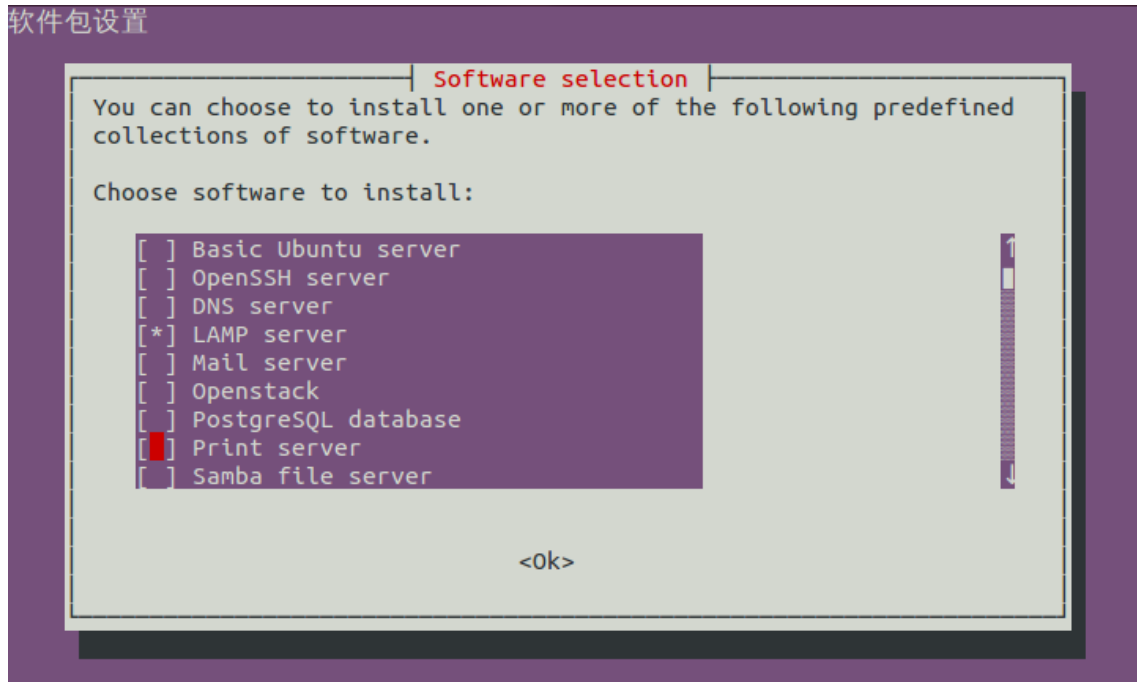 软件包设置
Software selection
You can choose to install one or more of the following predefined
collections of software.
Choose software to install:
[ ] Basic Ubuntu server
[ ] OpenSSH server
[ ] DNS server
[*] LAMP server
[ ] Mail server
[ ] Openstack
[ ] PostgreSQL database
[ ] Print server
[ ] Samba file server
<Ok>